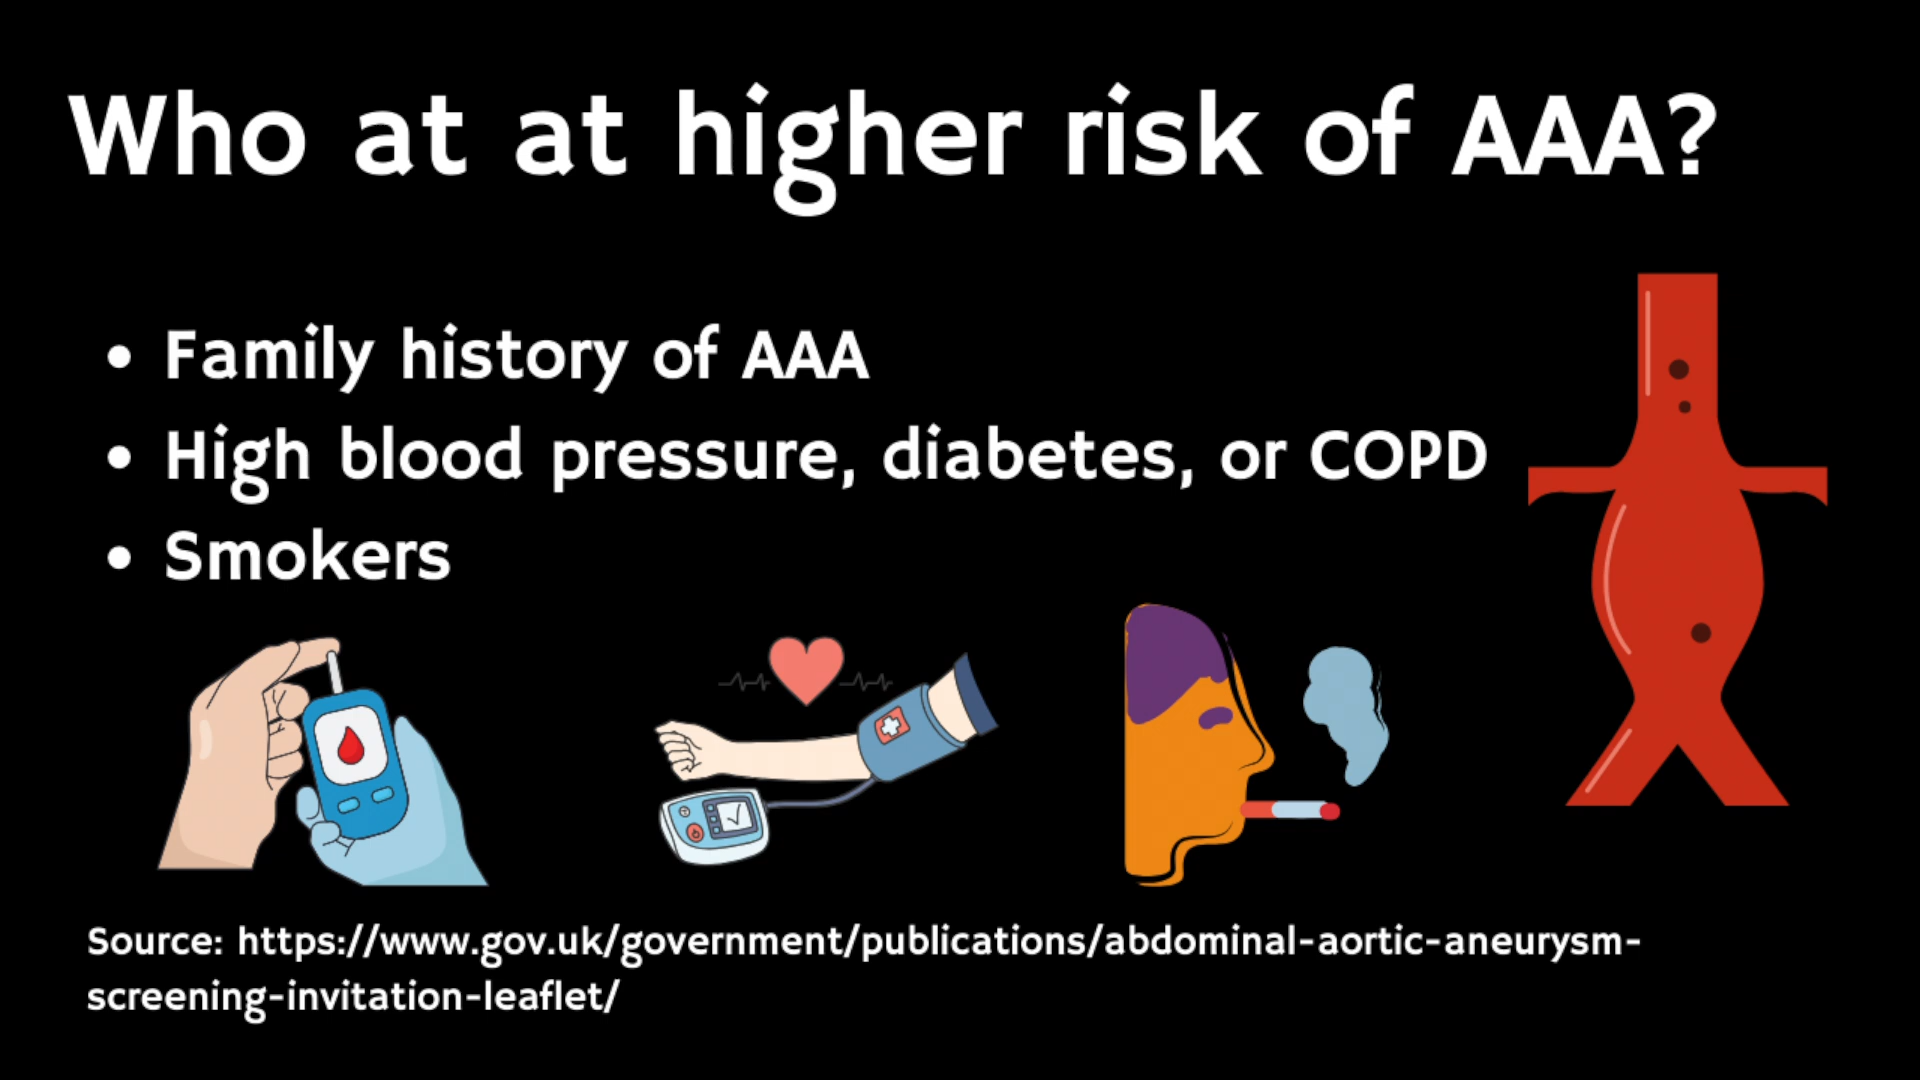 Who at at higher risk of AAA?
• Family history of AAA
• High blood pressure, diabetes, or COPD
• Smokers
Source: https://www.gov.uk/government/publications/abdominal-aortic-aneurysm-
screening-invitation-leaflet/